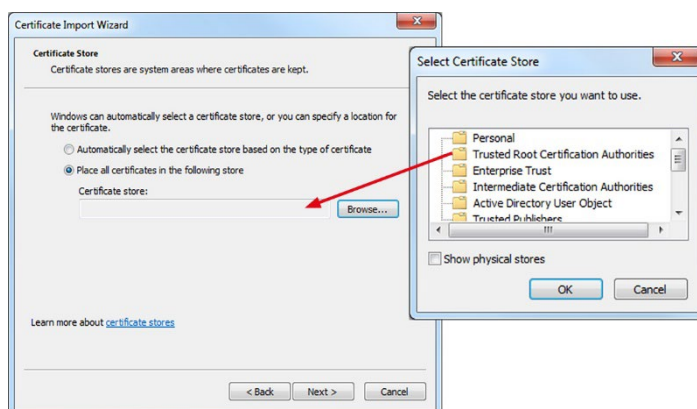 Certificate Import Wizard
Certificate Store
Certificate stores are system areas where certificates are kept.
Windows can automatically select a certificate store, or you can specify a location for
the certificate.
Automatically select the certificate store based on the type of certificate
Place all certificates in the following store
Certificate store:
Browse...
Learn more about certificate stores
< Back
Next >
Cancel
Select Certificate Store
Select the certificate store you want to use.
Personal
Trusted Root Certification Authorities
Enterprise Trust
Intermediate Certification Authorities
Active Directory User Object
Trusted Publishers
Show physical stores
OK
Cancel